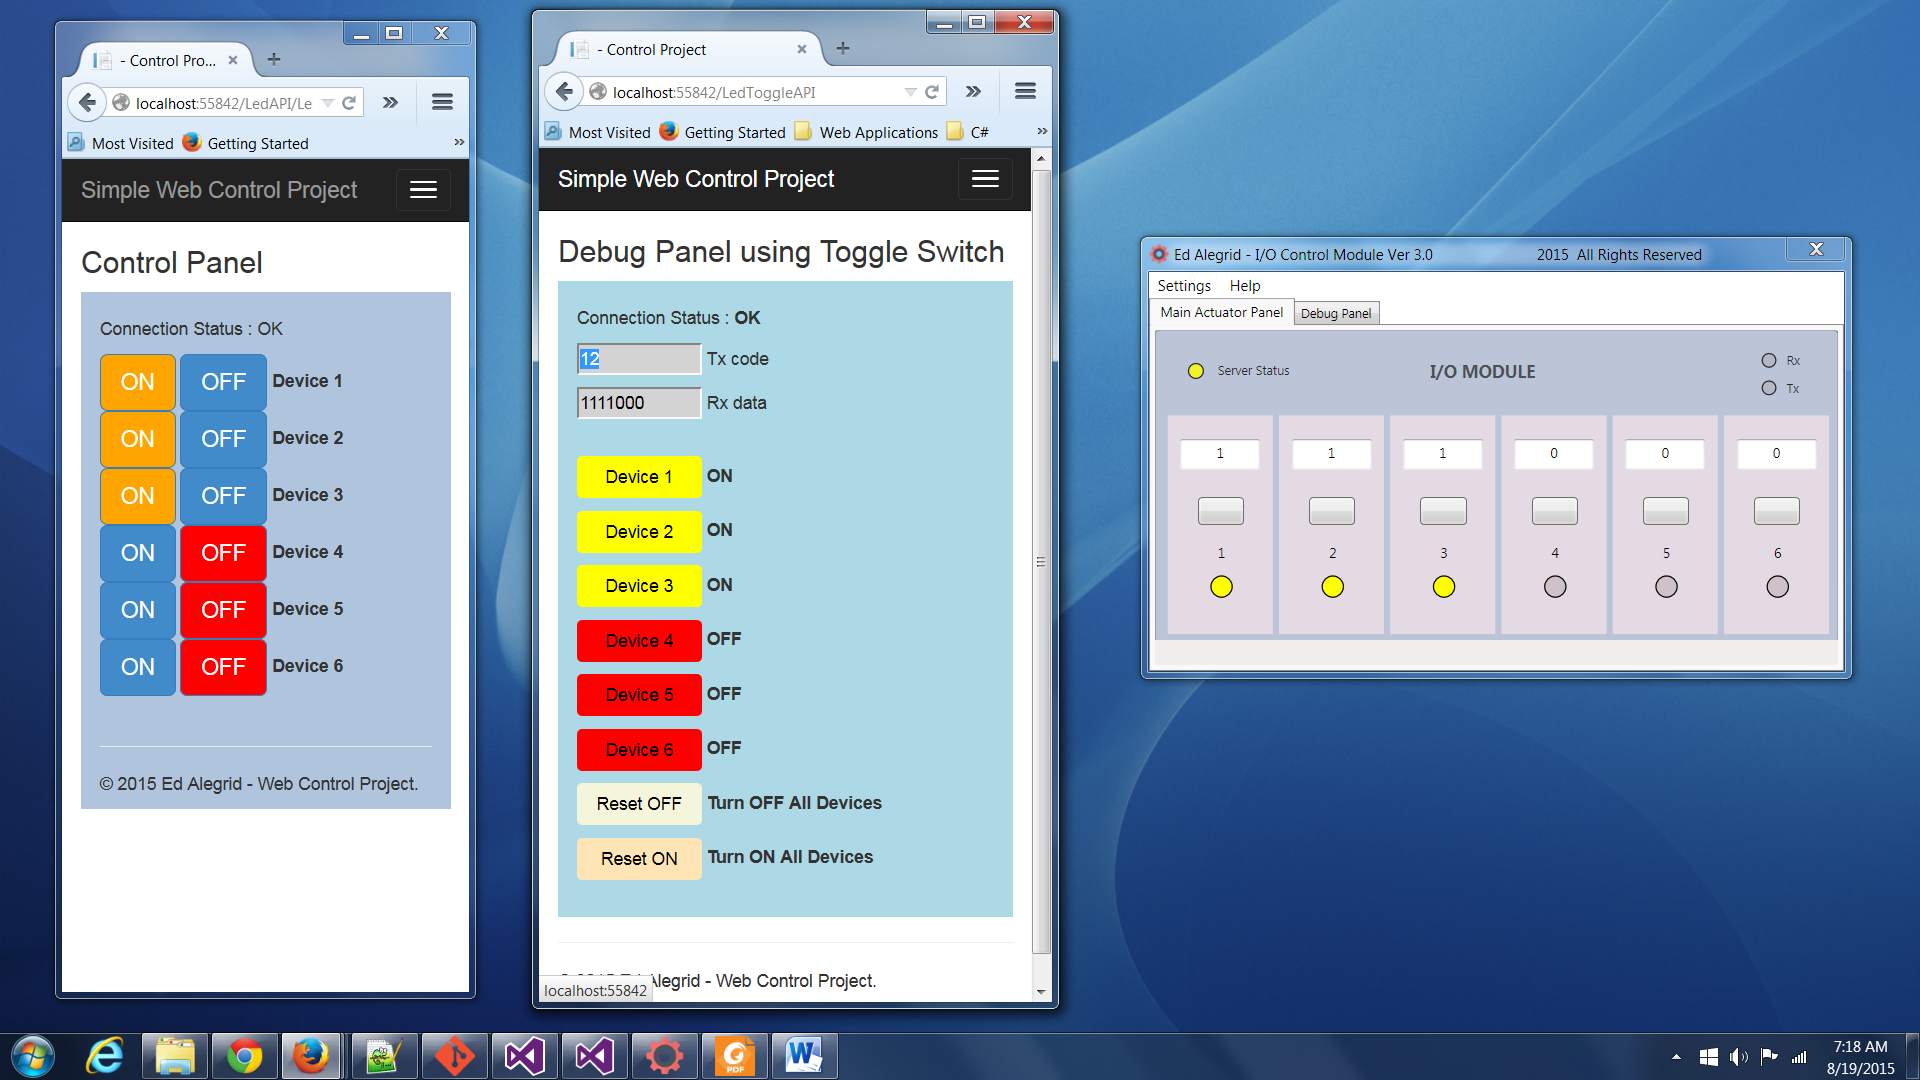 - Control Pro...
localhost:55842/LedAPI/Le
Most Visited Getting Started
Simple Web Control Project
Control Panel
Connection Status : OK
ON OFF Device 1
ON OFF Device 2
ON OFF Device 3
ON OFF Device 4
ON OFF Device 5
ON OFF Device 6
© 2015 Ed Alegrid - Web Control Project.
- Control Project
localhost:55842/LedToggleAPI
Most Visited Getting Started Web Applications C#
Simple Web Control Project
Debug Panel using Toggle Switch
Connection Status : OK
12 Tx code
1111000 Rx data
Device 1 ON
Device 2 ON
Device 3 ON
Device 4 OFF
Device 5 OFF
Device 6 OFF
Reset OFF Turn OFF All Devices
Reset ON Turn ON All Devices
Alegrid - Web Control Project.
localhost:55842
Ed Alegrid - I/O Control Module Ver 3.0 2015 All Rights Reserved
Settings Help
Main Actuator Panel Debug Panel
Server Status I/O MODULE Rx
Tx
1 1 1 0 0 0
1 2 3 4 5 6
PDF
W
7:18 AM
8/19/2015